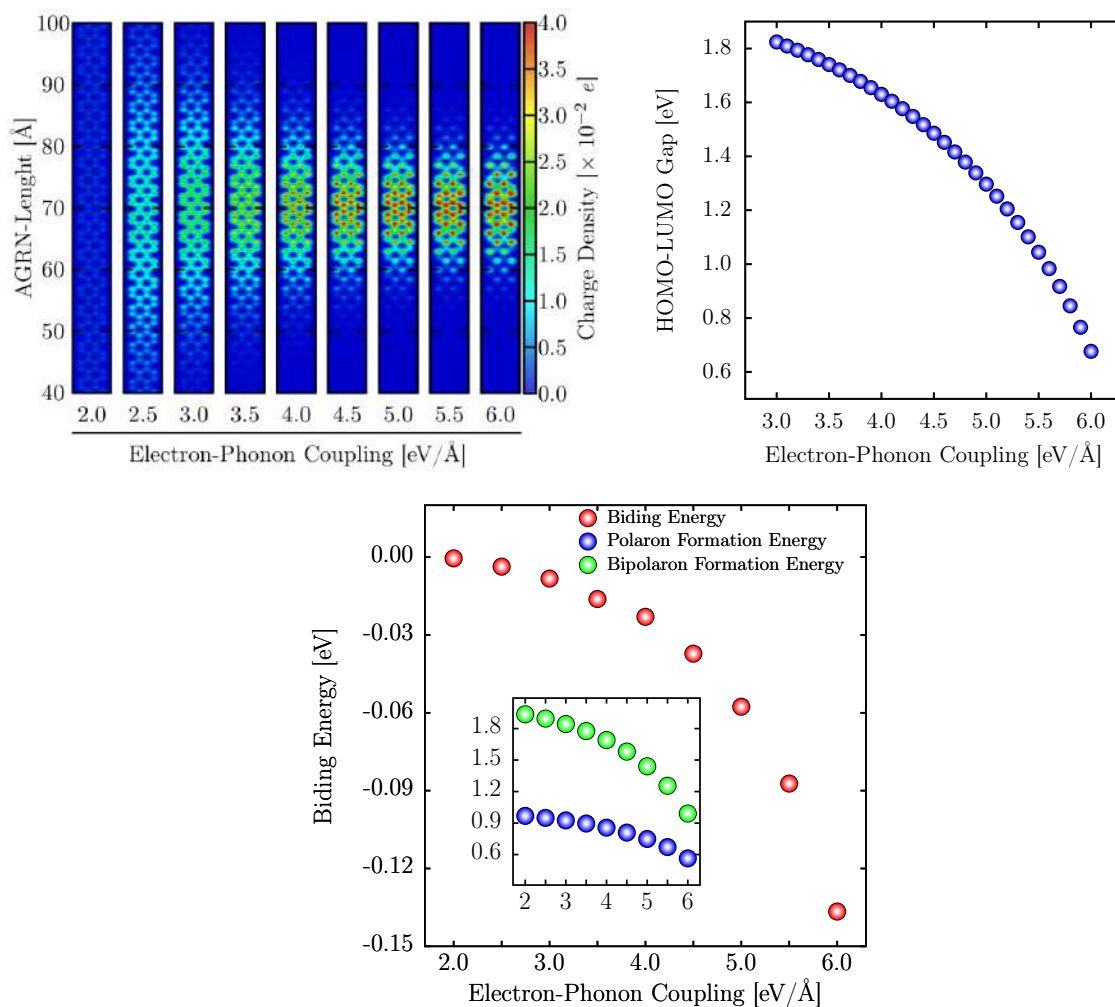 100
90
80
70
60
50
40
AGRN-Lenght [Å]
2.0 2.5 3.0 3.5 4.0 4.5 5.0 5.5 6.0
Electron-Phonon Coupling [eV/Å]
4.0
3.5
3.0
2.5
2.0
1.5
1.0
0.5
0.0
Charge Density [× 10⁻² e]
1.8
1.6
1.4
1.2
1.0
0.8
0.6
HOMO-LUMO Gap [eV]
3.0 3.5 4.0 4.5 5.0 5.5 6.0
Electron-Phonon Coupling [eV/Å]
Biding Energy
Polaron Formation Energy
Bipolaron Formation Energy
0.00
-0.03
-0.06
-0.09
-0.12
-0.15
Biding Energy [eV]
1.8
1.5
1.2
0.9
0.6
2 3 4 5 6
2.0 3.0 4.0 5.0 6.0
Electron-Phonon Coupling [eV/Å]